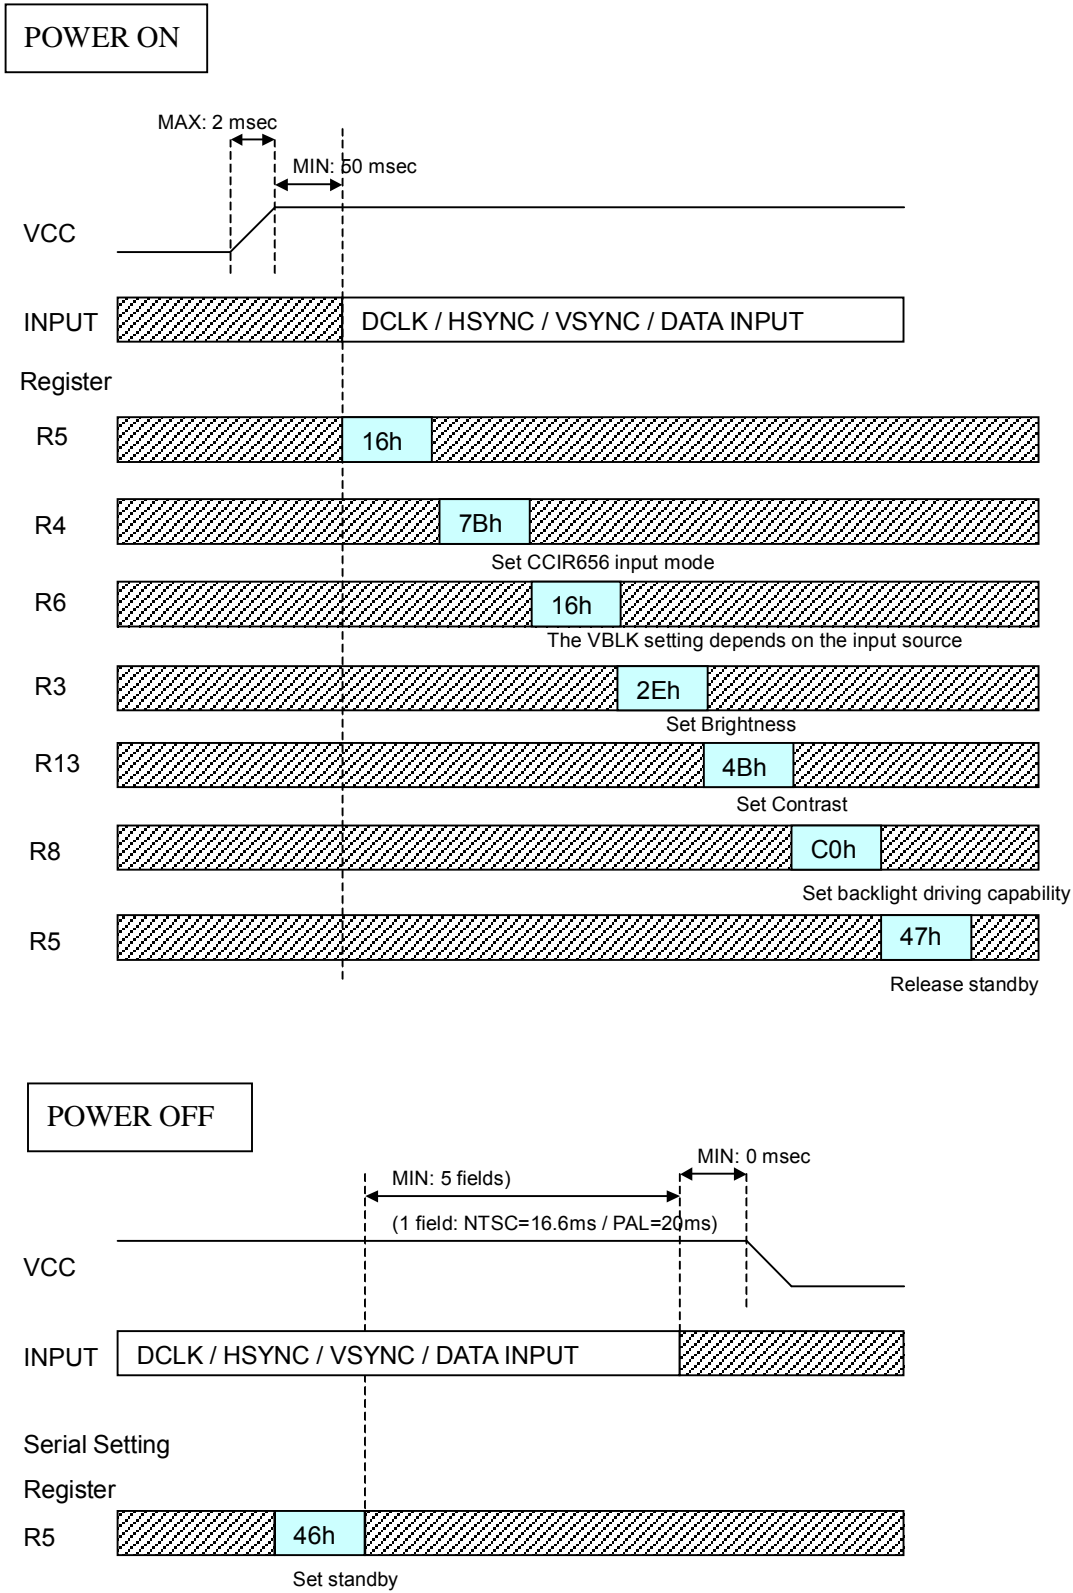 POWER ON
MAX: 2 msec
MIN: 50 msec
VCC
INPUT DCLK / HSYNC / VSYNC / DATA INPUT
Register
R5 16h
R4 7Bh
Set CCIR656 input mode
R6 16h
The VBLK setting depends on the input source
R3 2Eh
Set Brightness
R13 4Bh
Set Contrast
R8 C0h
Set backlight driving capability
R5 47h
Release standby
POWER OFF
MIN: 0 msec
MIN: 5 fields)
(1 field: NTSC=16.6ms / PAL=20ms)
VCC
INPUT DCLK / HSYNC / VSYNC / DATA INPUT
Serial Setting
Register
R5 46h
Set standby